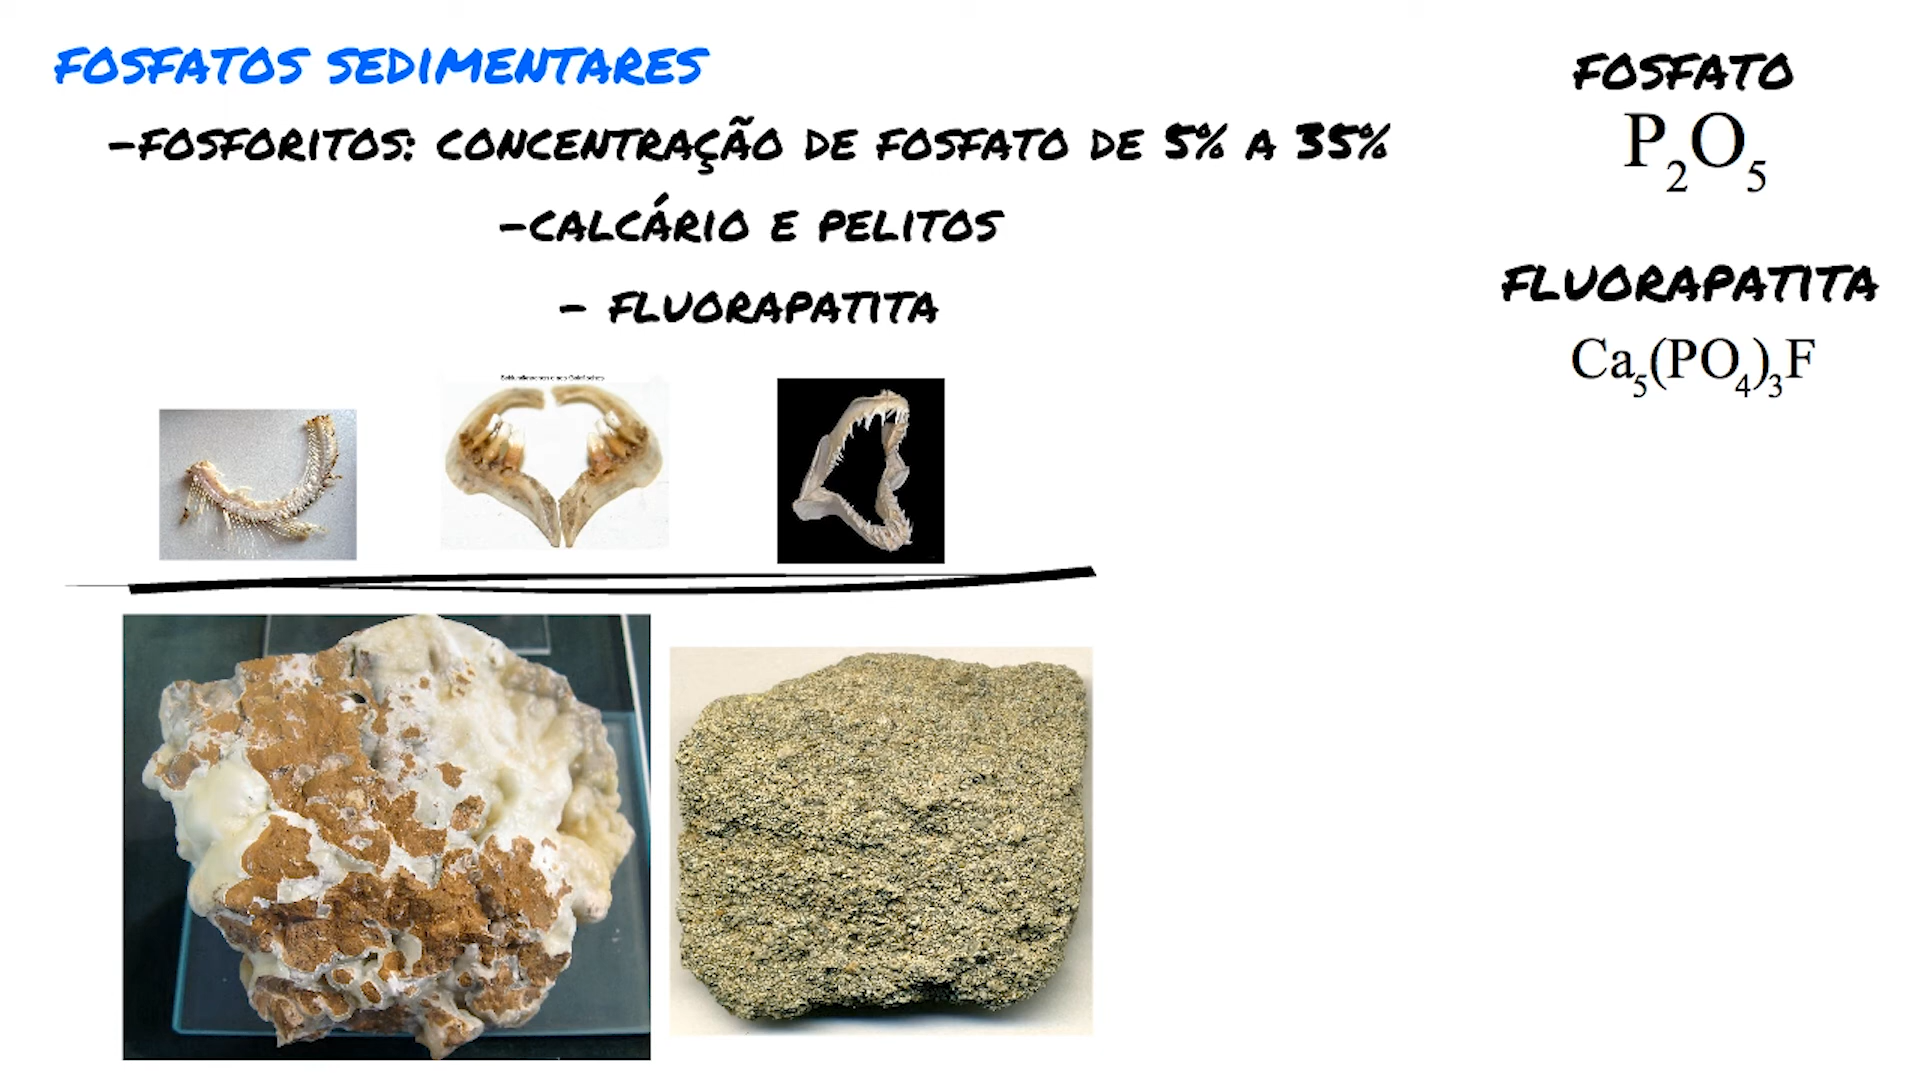 FOSFATOS SEDIMENTARES
-FOSFORITOS: CONCENTRAÇÃO DE FOSFATO DE 5% A 35%
-CALCÁRIO E PELITOS
- FLUORAPATITA
FOSFATO
P₂O₅
FLUORAPATITA
Ca₅(PO₄)₃F